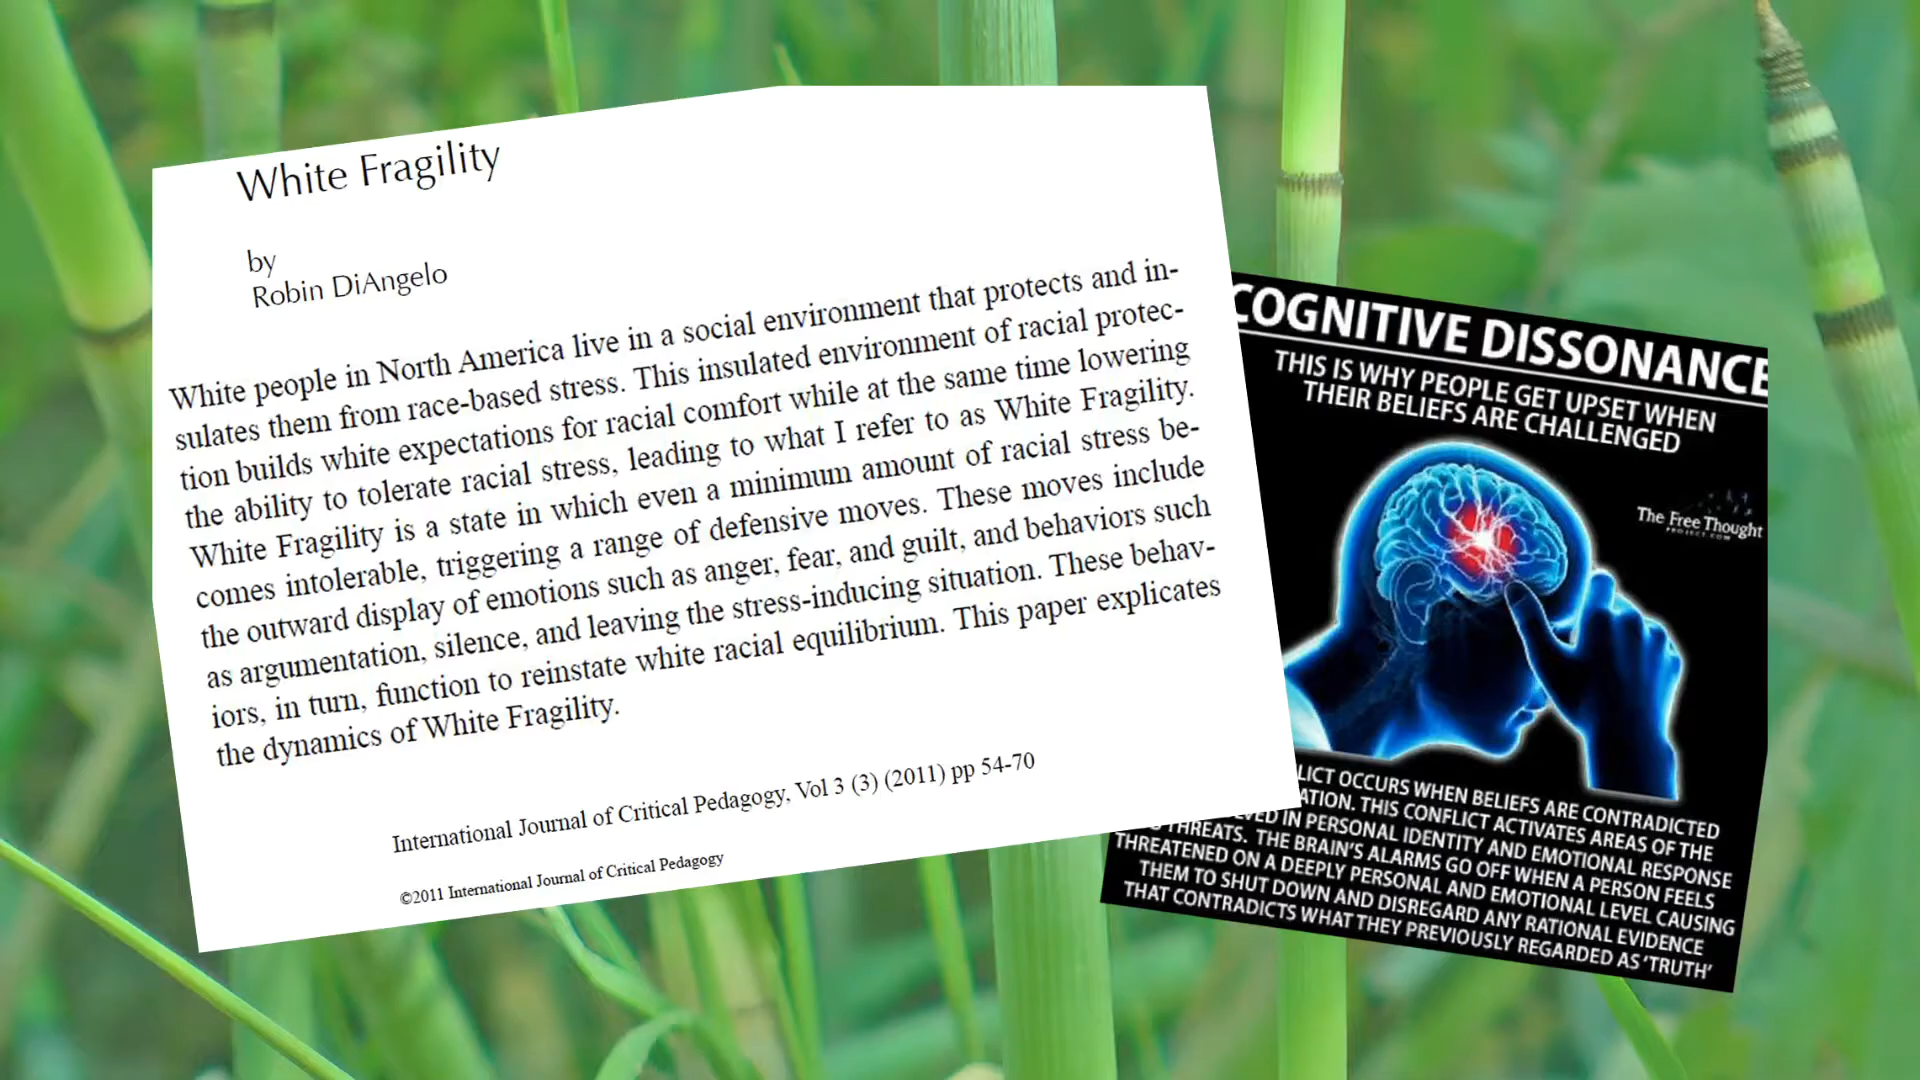 White Fragility
by
Robin DiAngelo
White people in North America live in a social environment that protects and in-
sulates them from race-based stress. This insulated environment of racial protec-
tion builds white expectations for racial comfort while at the same time lowering
the ability to tolerate racial stress, leading to what I refer to as White Fragility.
White Fragility is a state in which even a minimum amount of racial stress be-
comes intolerable, triggering a range of defensive moves. These moves include
the outward display of emotions such as anger, fear, and guilt, and behaviors such
as argumentation, silence, and leaving the stress-inducing situation. These behav-
iors, in turn, function to reinstate white racial equilibrium. This paper explicates
the dynamics of White Fragility.
International Journal of Critical Pedagogy, Vol 3 (3) (2011) pp 54-70
©2011 International Journal of Critical Pedagogy
COGNITIVE DISSONANCE
THIS IS WHY PEOPLE GET UPSET WHEN
THEIR BELIEFS ARE CHALLENGED
The Free Thought
PROJECT.COM
LICT OCCURS WHEN BELIEFS ARE CONTRADICTED
ATION. THIS CONFLICT ACTIVATES AREAS OF THE
IN PERSONAL IDENTITY AND EMOTIONAL RESPONSE
THREATS. THE BRAIN'S ALARMS GO OFF WHEN A PERSON FEELS
THREATENED ON A DEEPLY PERSONAL AND EMOTIONAL LEVEL CAUSING
THEM TO SHUT DOWN AND DISREGARD ANY RATIONAL EVIDENCE
THAT CONTRADICTS WHAT THEY PREVIOUSLY REGARDED AS 'TRUTH'